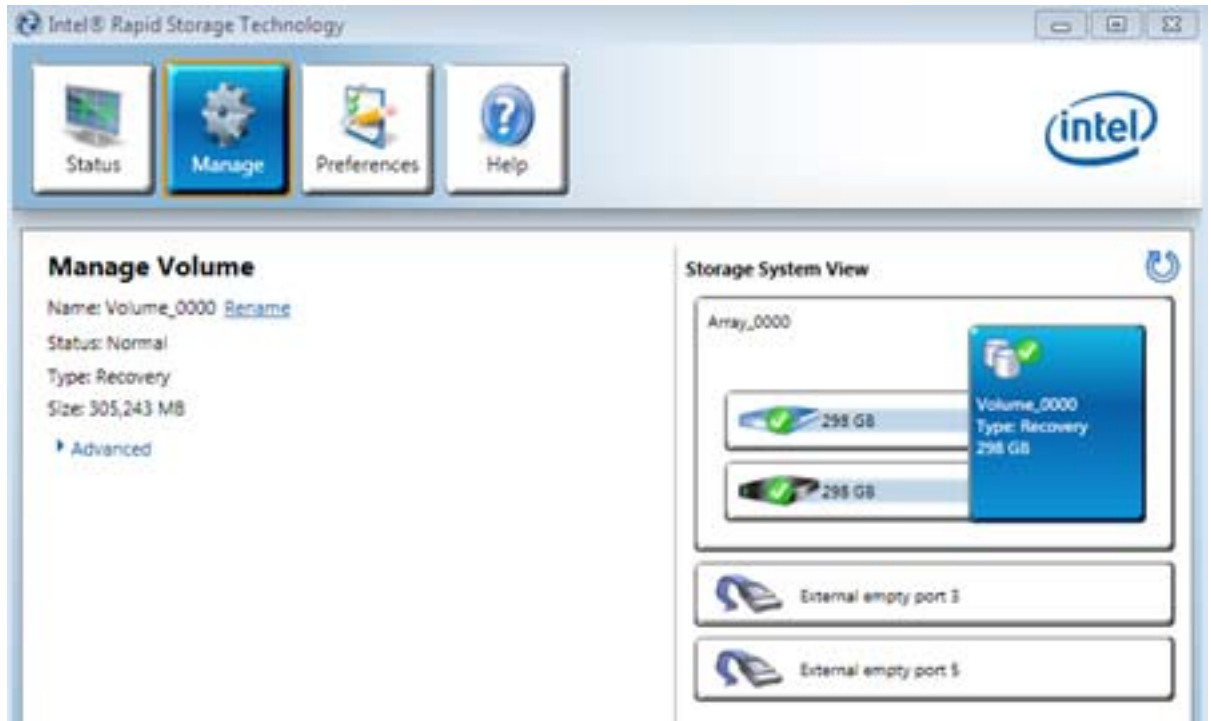 Intel® Rapid Storage Technology
Status
Manage
Preferences
Help
intel
Manage Volume
Name: Volume_0000 Rename
Status: Normal
Type: Recovery
Size: 305,243 MB
Advanced
Storage System View
Array_0000
298 GB
298 GB
Volume_0000
Type: Recovery
298 GB
External empty port 3
External empty port 5